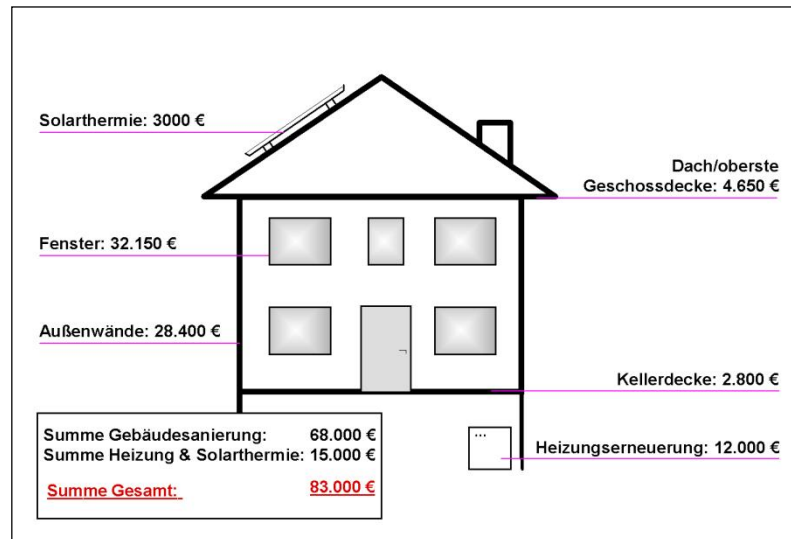 Solarthermie: 3000 €
Dach/oberste
Geschossdecke: 4.650 €
Fenster: 32.150 €
Außenwände: 28.400 €
Kellerdecke: 2.800 €
Heizungserneuerung: 12.000 €
Summe Gebäudesanierung: 68.000 €
Summe Heizung & Solarthermie: 15.000 €
Summe Gesamt: 83.000 €